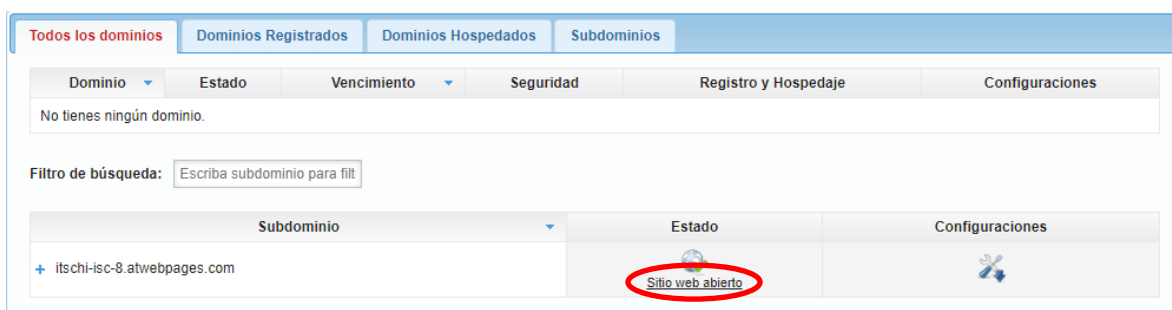 Todos los dominios Dominios Registrados Dominios Hospedados Subdominios
Dominio Estado Vencimiento Seguridad Registro y Hospedaje Configuraciones
No tienes ningún dominio.
Filtro de búsqueda: Escriba subdominio para filt
Subdominio Estado Configuraciones
+ itschi-isc-8.atwebpages.com
Sitio web abierto